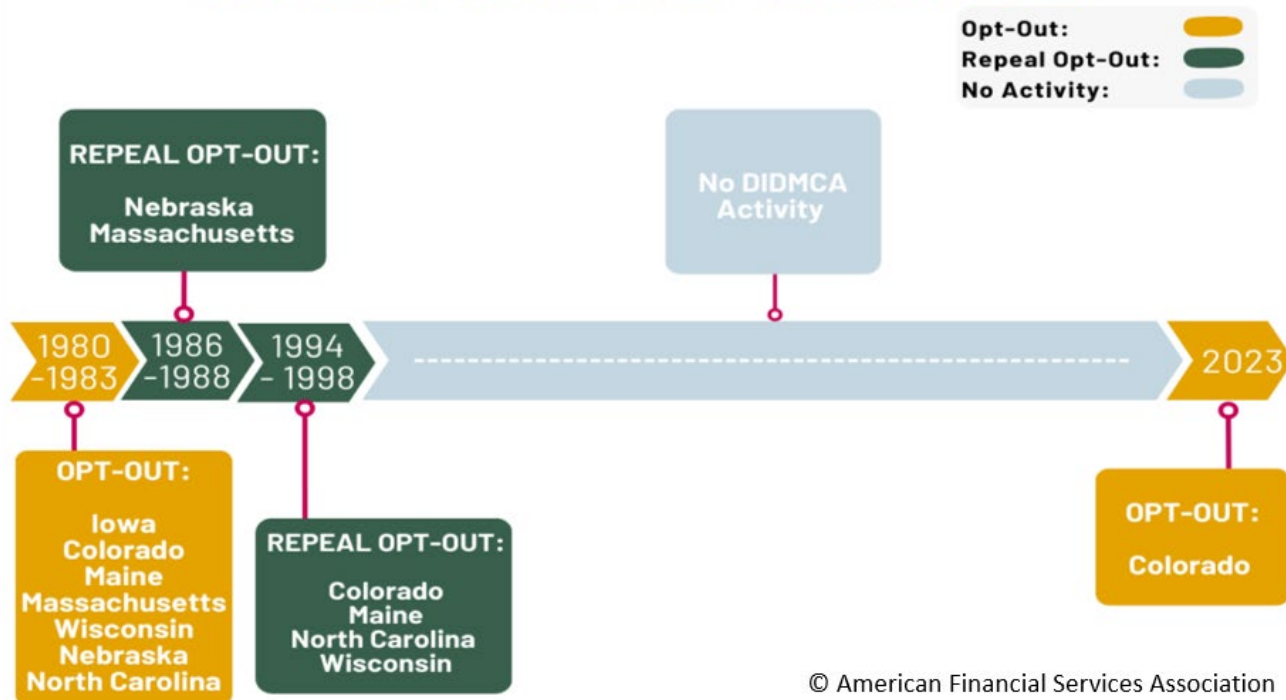 Opt-Out:
Repeal Opt-Out:
No Activity:
REPEAL OPT-OUT:
Nebraska
Massachusetts
No DIDMCA
Activity
1980
-1983
1986
-1988
1994
- 1998
2023
OPT-OUT:
Iowa
Colorado
Maine
Massachusetts
Wisconsin
Nebraska
North Carolina
REPEAL OPT-OUT:
Colorado
Maine
North Carolina
Wisconsin
OPT-OUT:
Colorado
© American Financial Services Association